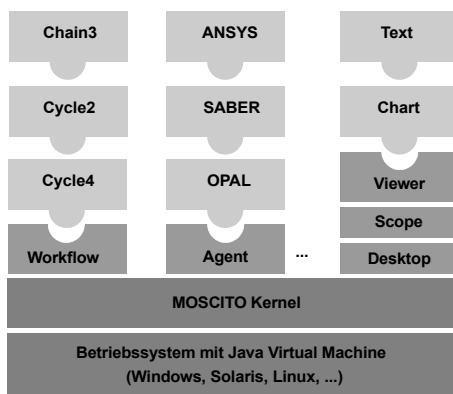 Chain3
ANSYS
Text
Cycle2
SABER
Chart
Cycle4
OPAL
Viewer
Scope
Workflow
Agent
...
Desktop
MOSCITO Kernel
Betriebssystem mit Java Virtual Machine
(Windows, Solaris, Linux, ...)